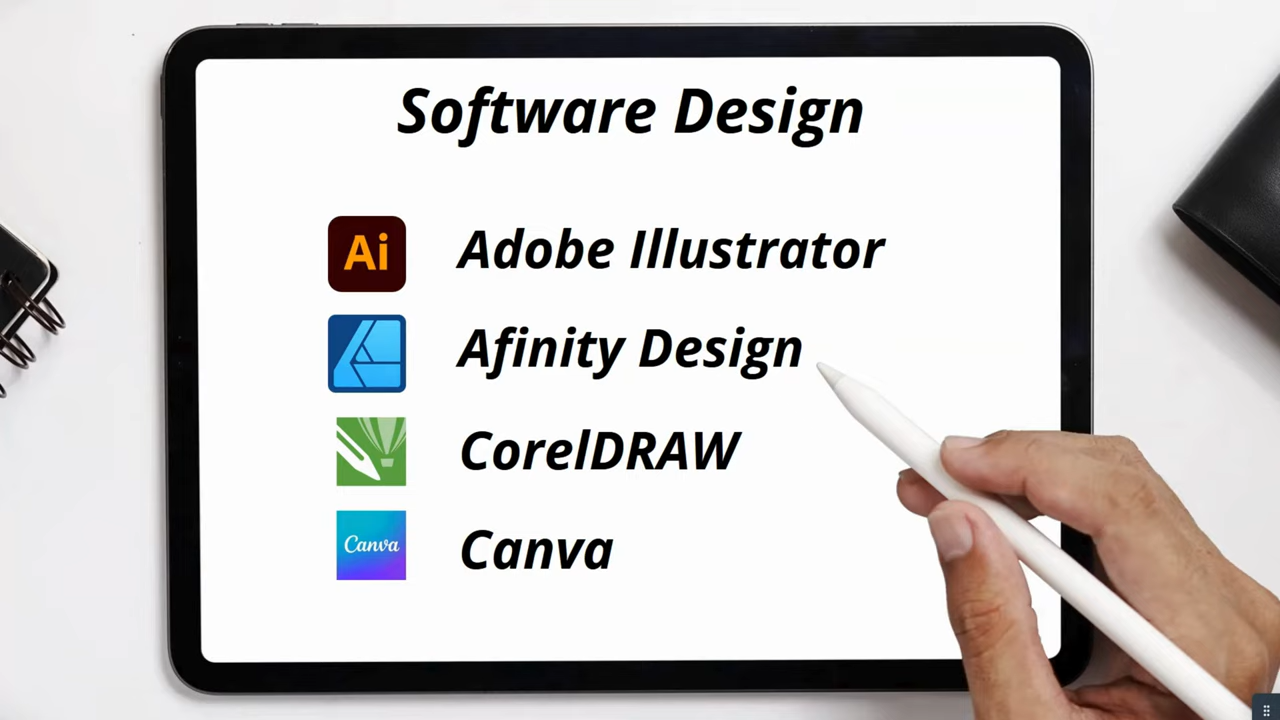 Software Design
Ai
Adobe Illustrator
Afinity Design
CorelDRAW
Canva
Canva